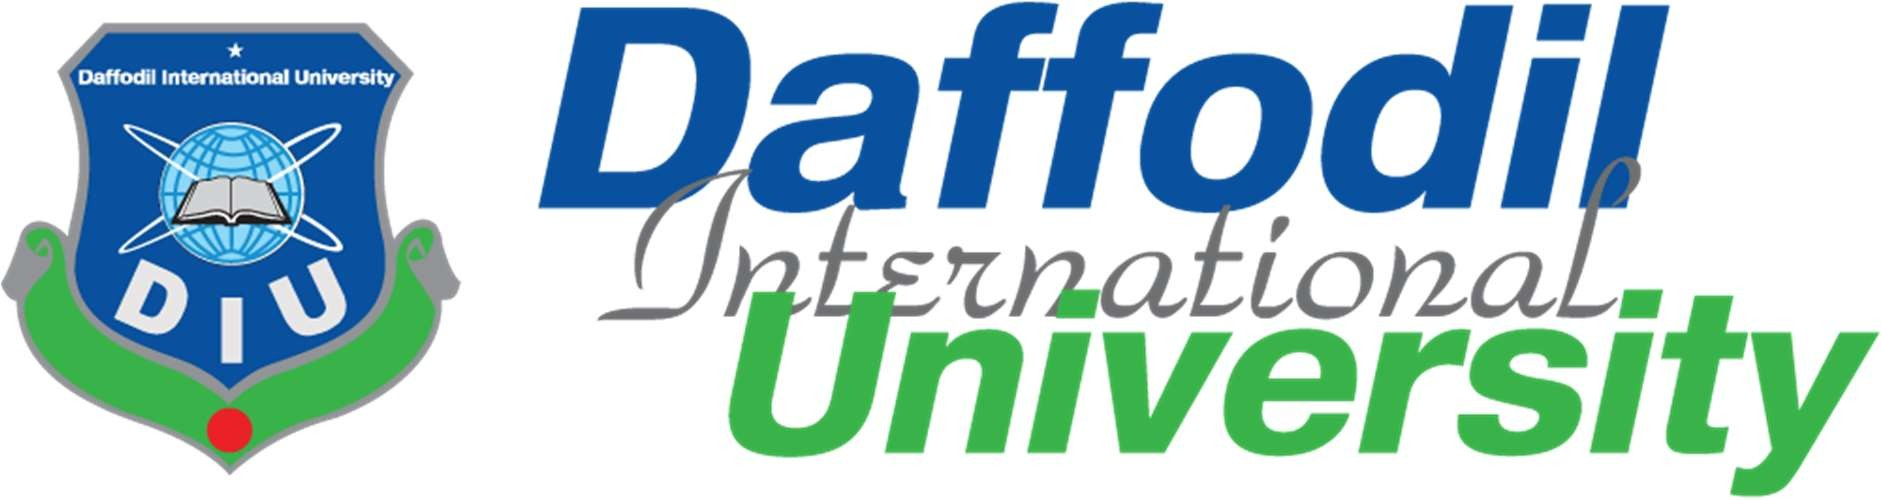 Daffodil International University
D I U
Daffodil
International
University